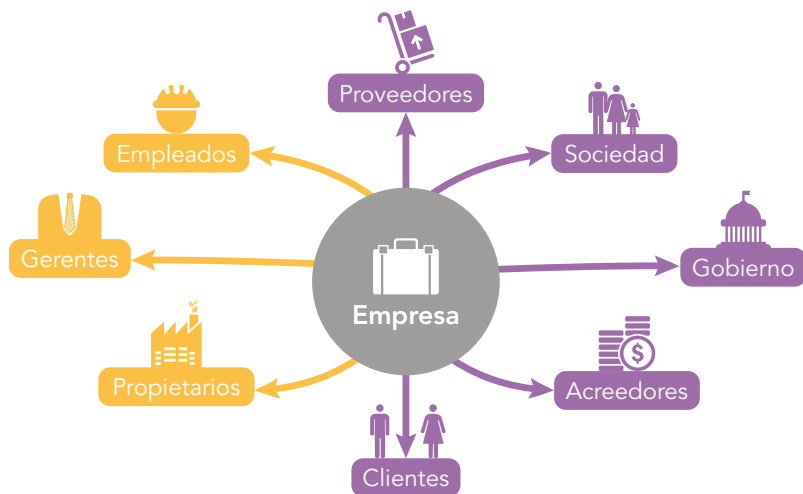 Proveedores
Empleados
Sociedad
Gerentes
Gobierno
Empresa
Propietarios
$
Acreedores
Clientes